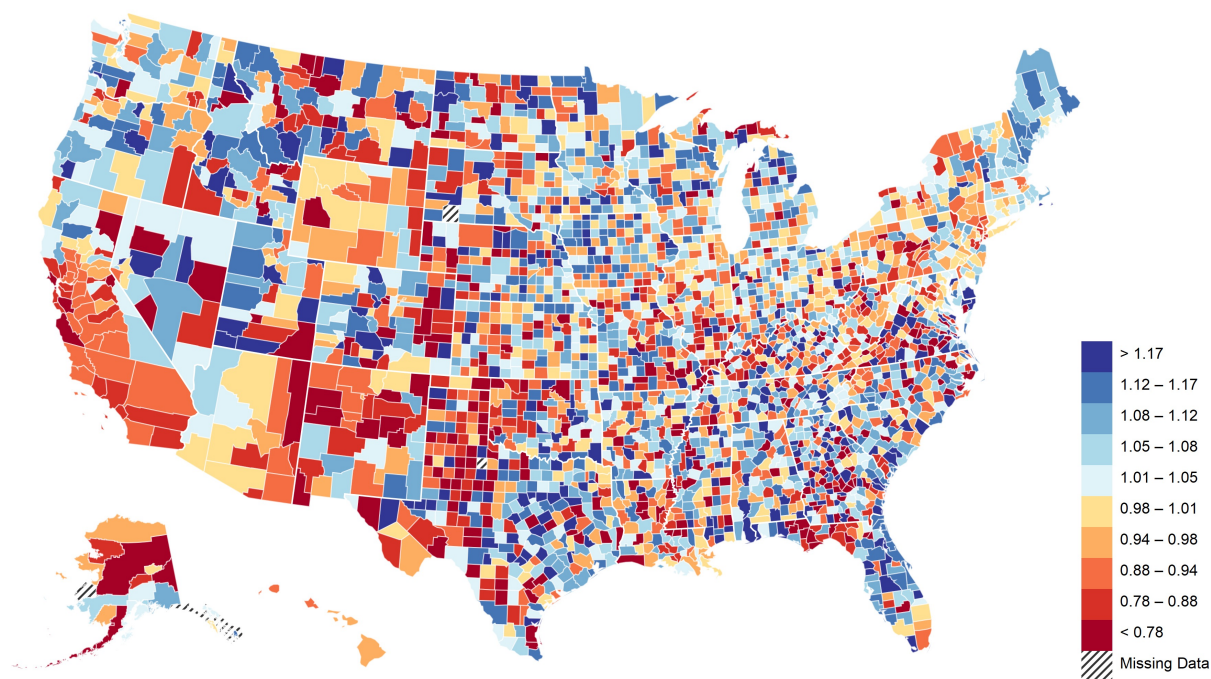 > 1.17
1.12 – 1.17
1.08 – 1.12
1.05 – 1.08
1.01 – 1.05
0.98 – 1.01
0.94 – 0.98
0.88 – 0.94
0.78 – 0.88
< 0.78
Missing Data